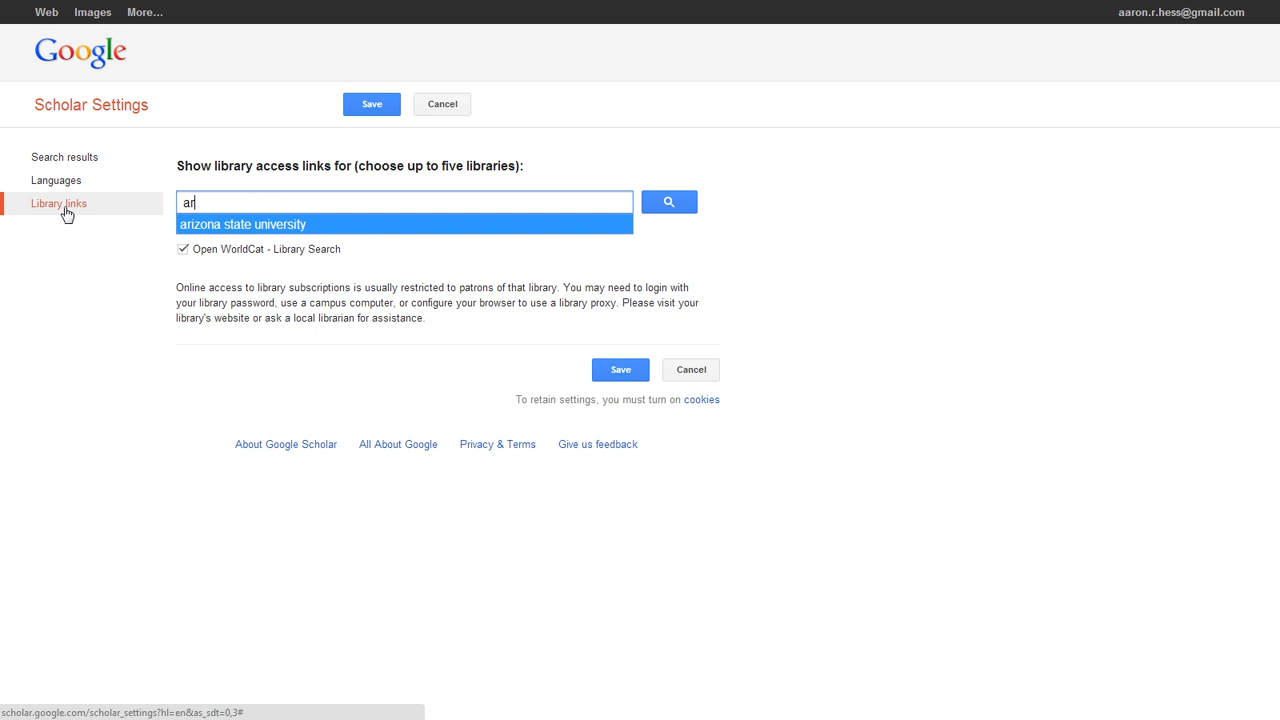 Web Images More... aaron.r.hess@gmail.com
Google
Scholar Settings Save Cancel
Search results
Languages
Library links
Show library access links for (choose up to five libraries):
ar
arizona state university
Open WorldCat - Library Search
Online access to library subscriptions is usually restricted to patrons of that library. You may need to login with
your library password, use a campus computer, or configure your browser to use a library proxy. Please visit your
library's website or ask a local librarian for assistance.
Save Cancel
To retain settings, you must turn on cookies
About Google Scholar All About Google Privacy & Terms Give us feedback
scholar.google.com/scholar_settings?hl=en&as_sdt=0,3#